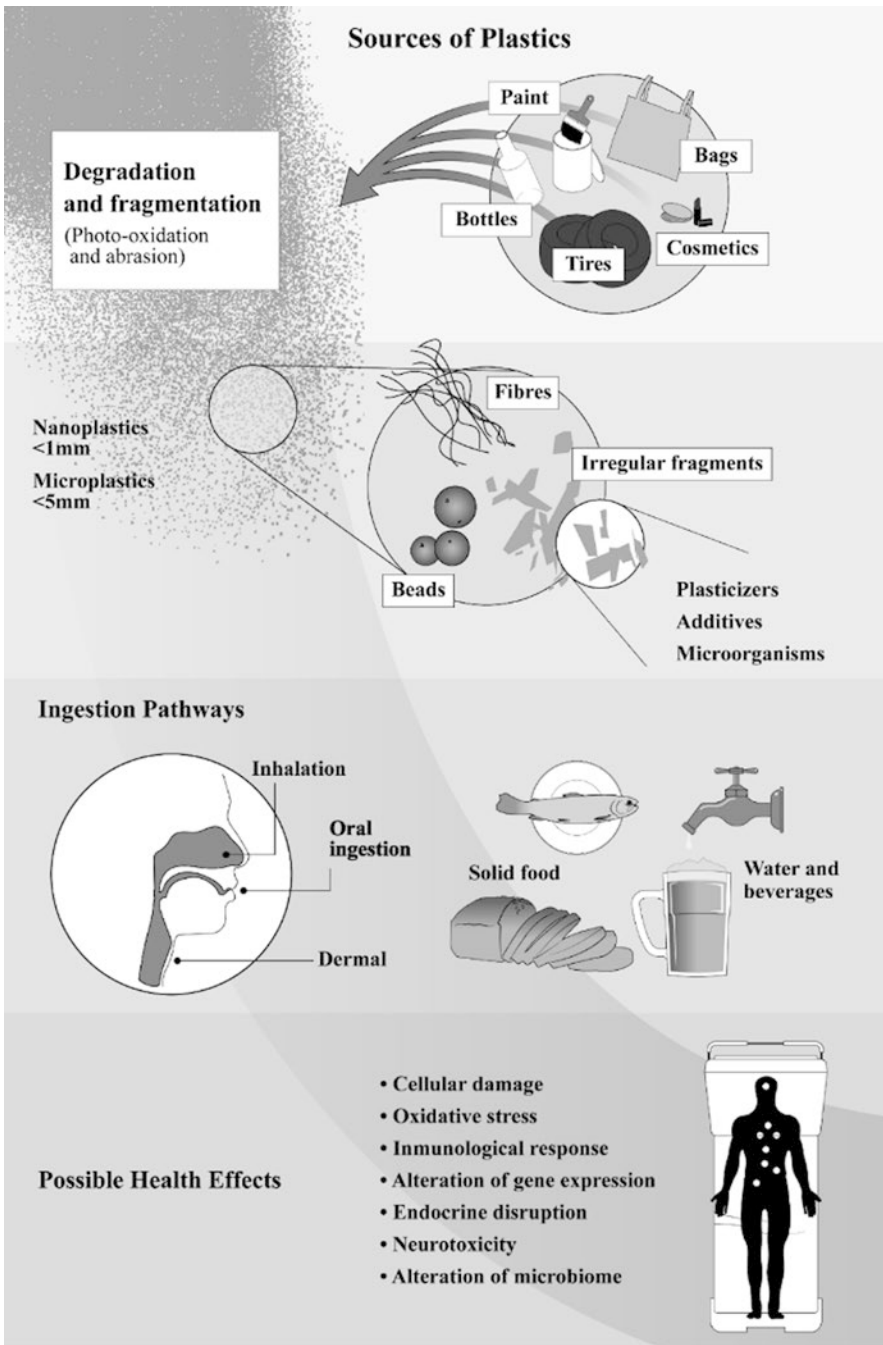 Sources of Plastics
Paint
Bags
Degradation
and fragmentation
(Photo-oxidation
and abrasion)
Bottles
Tires
Cosmetics
Fibres
Nanoplastics
<1mm
Irregular fragments
Microplastics
<5mm
Beads
Plasticizers
Additives
Microorganisms
Ingestion Pathways
Inhalation
Oral
ingestion
Dermal
Solid food
Water and
beverages
Possible Health Effects
• Cellular damage
• Oxidative stress
• Inmunological response
• Alteration of gene expression
• Endocrine disruption
• Neurotoxicity
• Alteration of microbiome